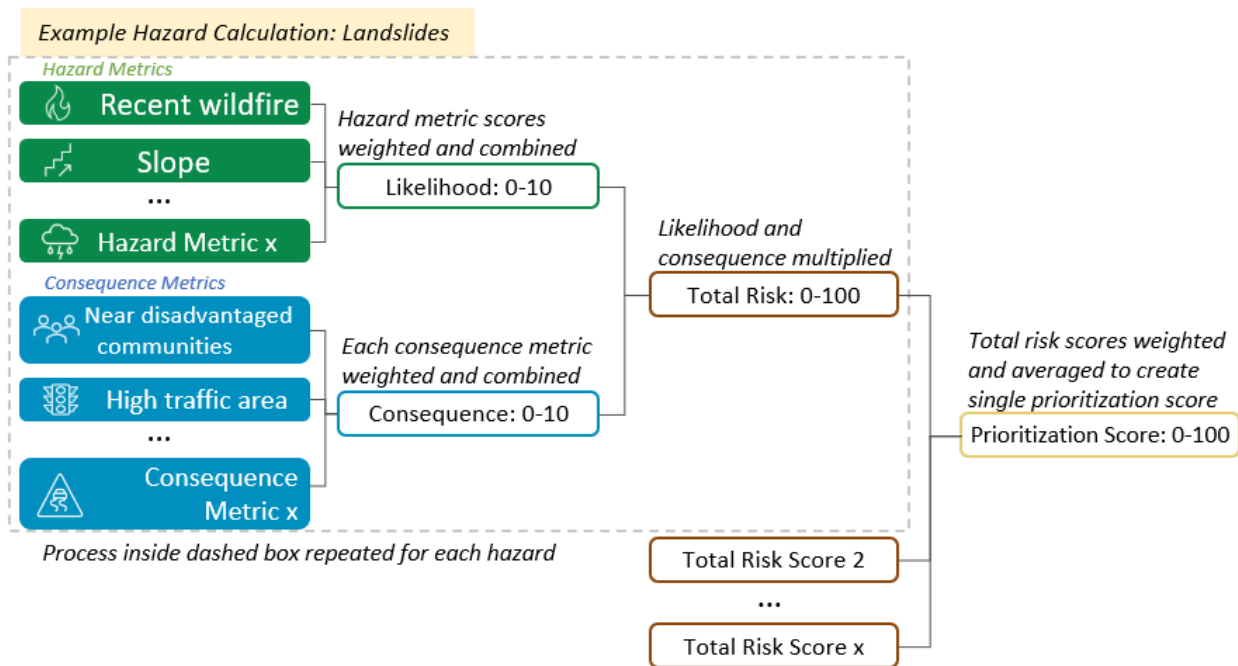 Example Hazard Calculation: Landslides
Hazard Metrics
Recent wildfire
Slope
...
Hazard Metric x
Hazard metric scores
weighted and combined
Likelihood: 0-10
Consequence Metrics
Near disadvantaged
communities
High traffic area
...
Consequence
Metric x
Each consequence metric
weighted and combined
Consequence: 0-10
Likelihood and
consequence multiplied
Total Risk: 0-100
Total risk scores weighted
and averaged to create
single prioritization score
Prioritization Score: 0-100
Process inside dashed box repeated for each hazard
Total Risk Score 2
...
Total Risk Score x